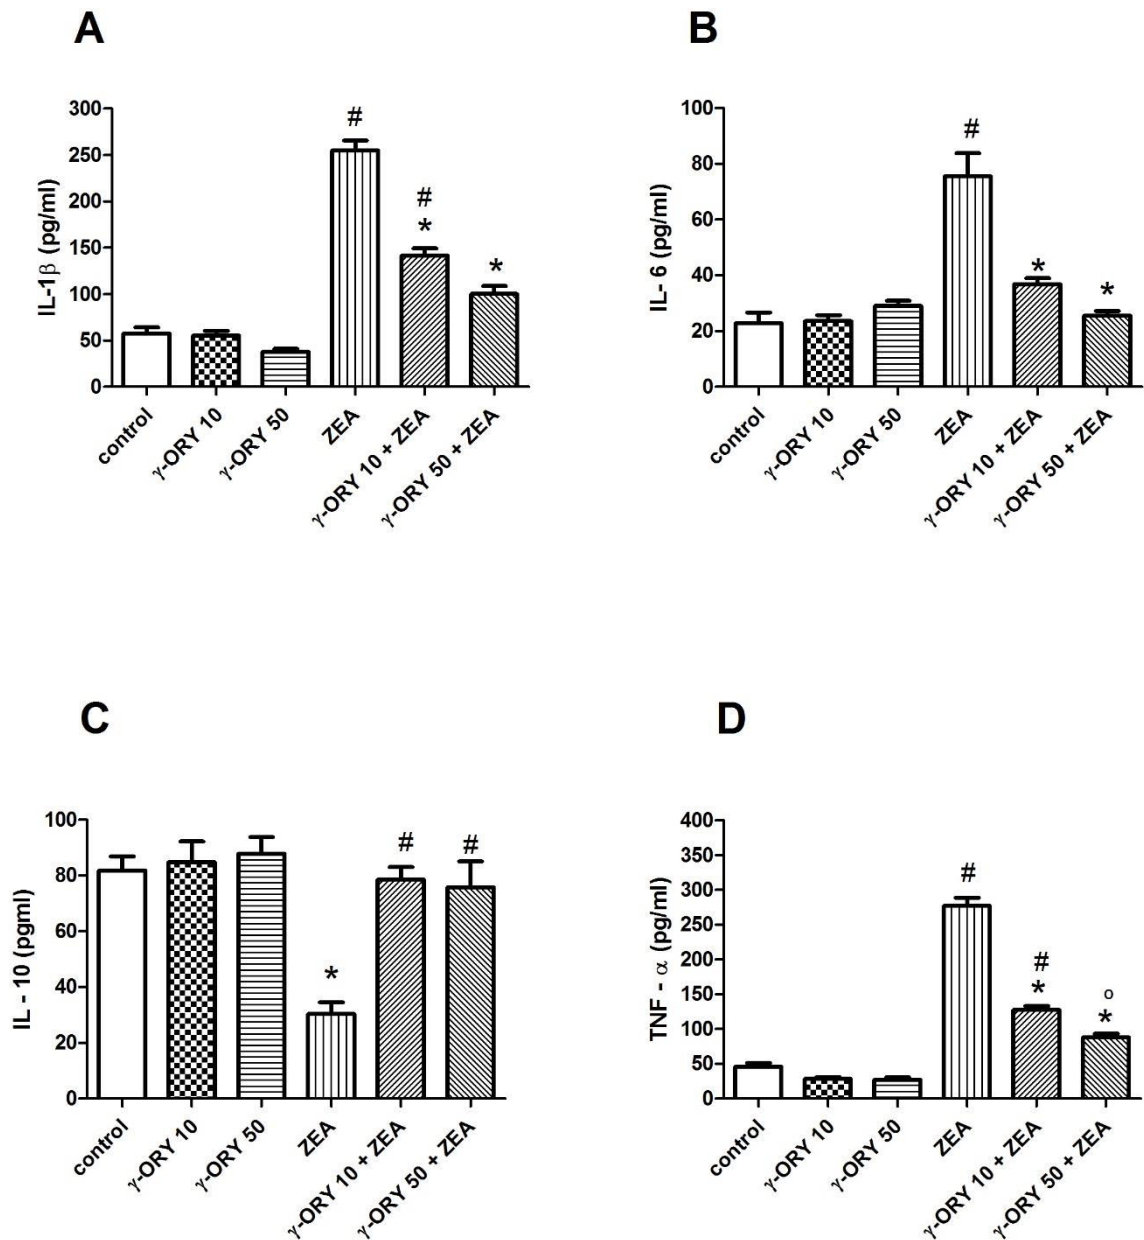 A
IL-1β (pg/ml)
300
250
200
150
100
50
0
#
#
*
*
control
γ-ORY 10
γ-ORY 50
ZEA
γ-ORY 10 + ZEA
γ-ORY 50 + ZEA
B
IL- 6 (pg/ml)
100
80
60
40
20
0
#
*
*
control
γ-ORY 10
γ-ORY 50
ZEA
γ-ORY 10 + ZEA
γ-ORY 50 + ZEA
C
IL - 10 (pgml)
100
80
60
40
20
0
*
#
#
control
γ-ORY 10
γ-ORY 50
ZEA
γ-ORY 10 + ZEA
γ-ORY 50 + ZEA
D
TNF - α (pg/ml)
400
350
300
250
200
150
100
50
0
#
#
*
o
*
control
γ-ORY 10
γ-ORY 50
ZEA
γ-ORY 10 + ZEA
γ-ORY 50 + ZEA